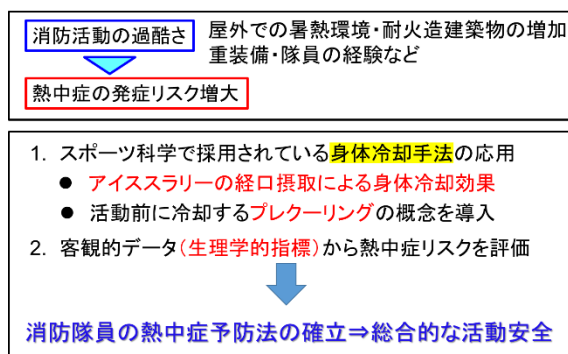 消防活動の過酷さ
屋外での暑熱環境・耐火造建築物の増加
重装備・隊員の経験など
熱中症の発症リスク増大
1. スポーツ科学で採用されている身体冷却手法の応用
● アイススラリーの経口摂取による身体冷却効果
● 活動前に冷却するプレクーリングの概念を導入
2. 客観的データ(生理学的指標)から熱中症リスクを評価
消防隊員の熱中症予防法の確立⇒総合的な活動安全